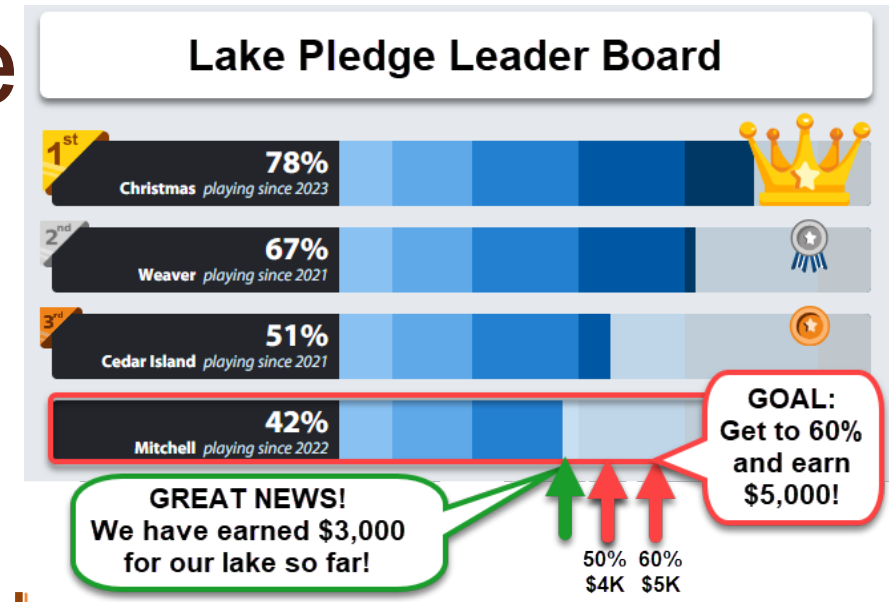 e
Lake Pledge Leader Board
1st
78%
Christmas playing since 2023
2nd
67%
Weaver playing since 2021
3rd
51%
Cedar Island playing since 2021
42%
Mitchell playing since 2022
GOAL:
Get to 60%
and earn
$5,000!
GREAT NEWS!
We have earned $3,000
for our lake so far!
50% 60%
$4K $5K